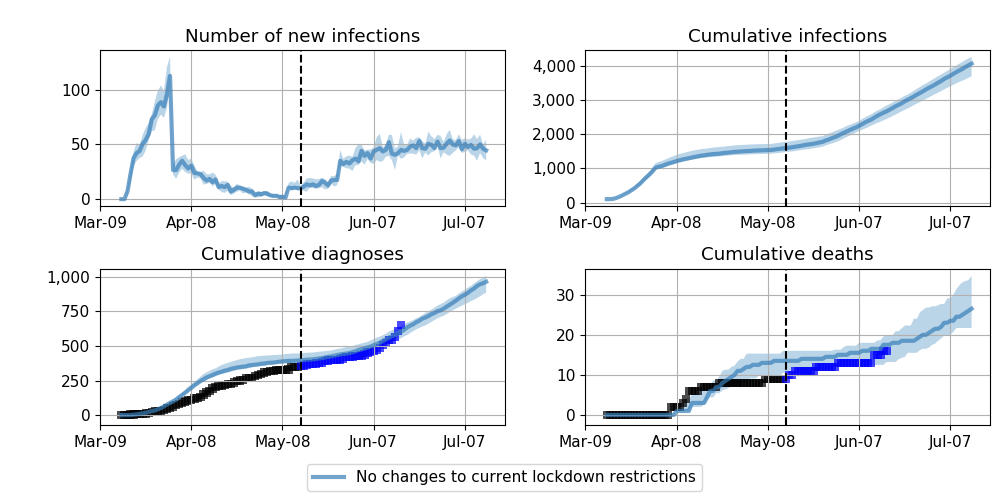 Number of new infections
100
50
0
Mar-09 Apr-08 May-08 Jun-07 Jul-07
Cumulative infections
4,000
3,000
2,000
1,000
0
Mar-09 Apr-08 May-08 Jun-07 Jul-07
Cumulative diagnoses
1,000
750
500
250
0
Mar-09 Apr-08 May-08 Jun-07 Jul-07
Cumulative deaths
30
20
10
0
Mar-09 Apr-08 May-08 Jun-07 Jul-07
No changes to current lockdown restrictions